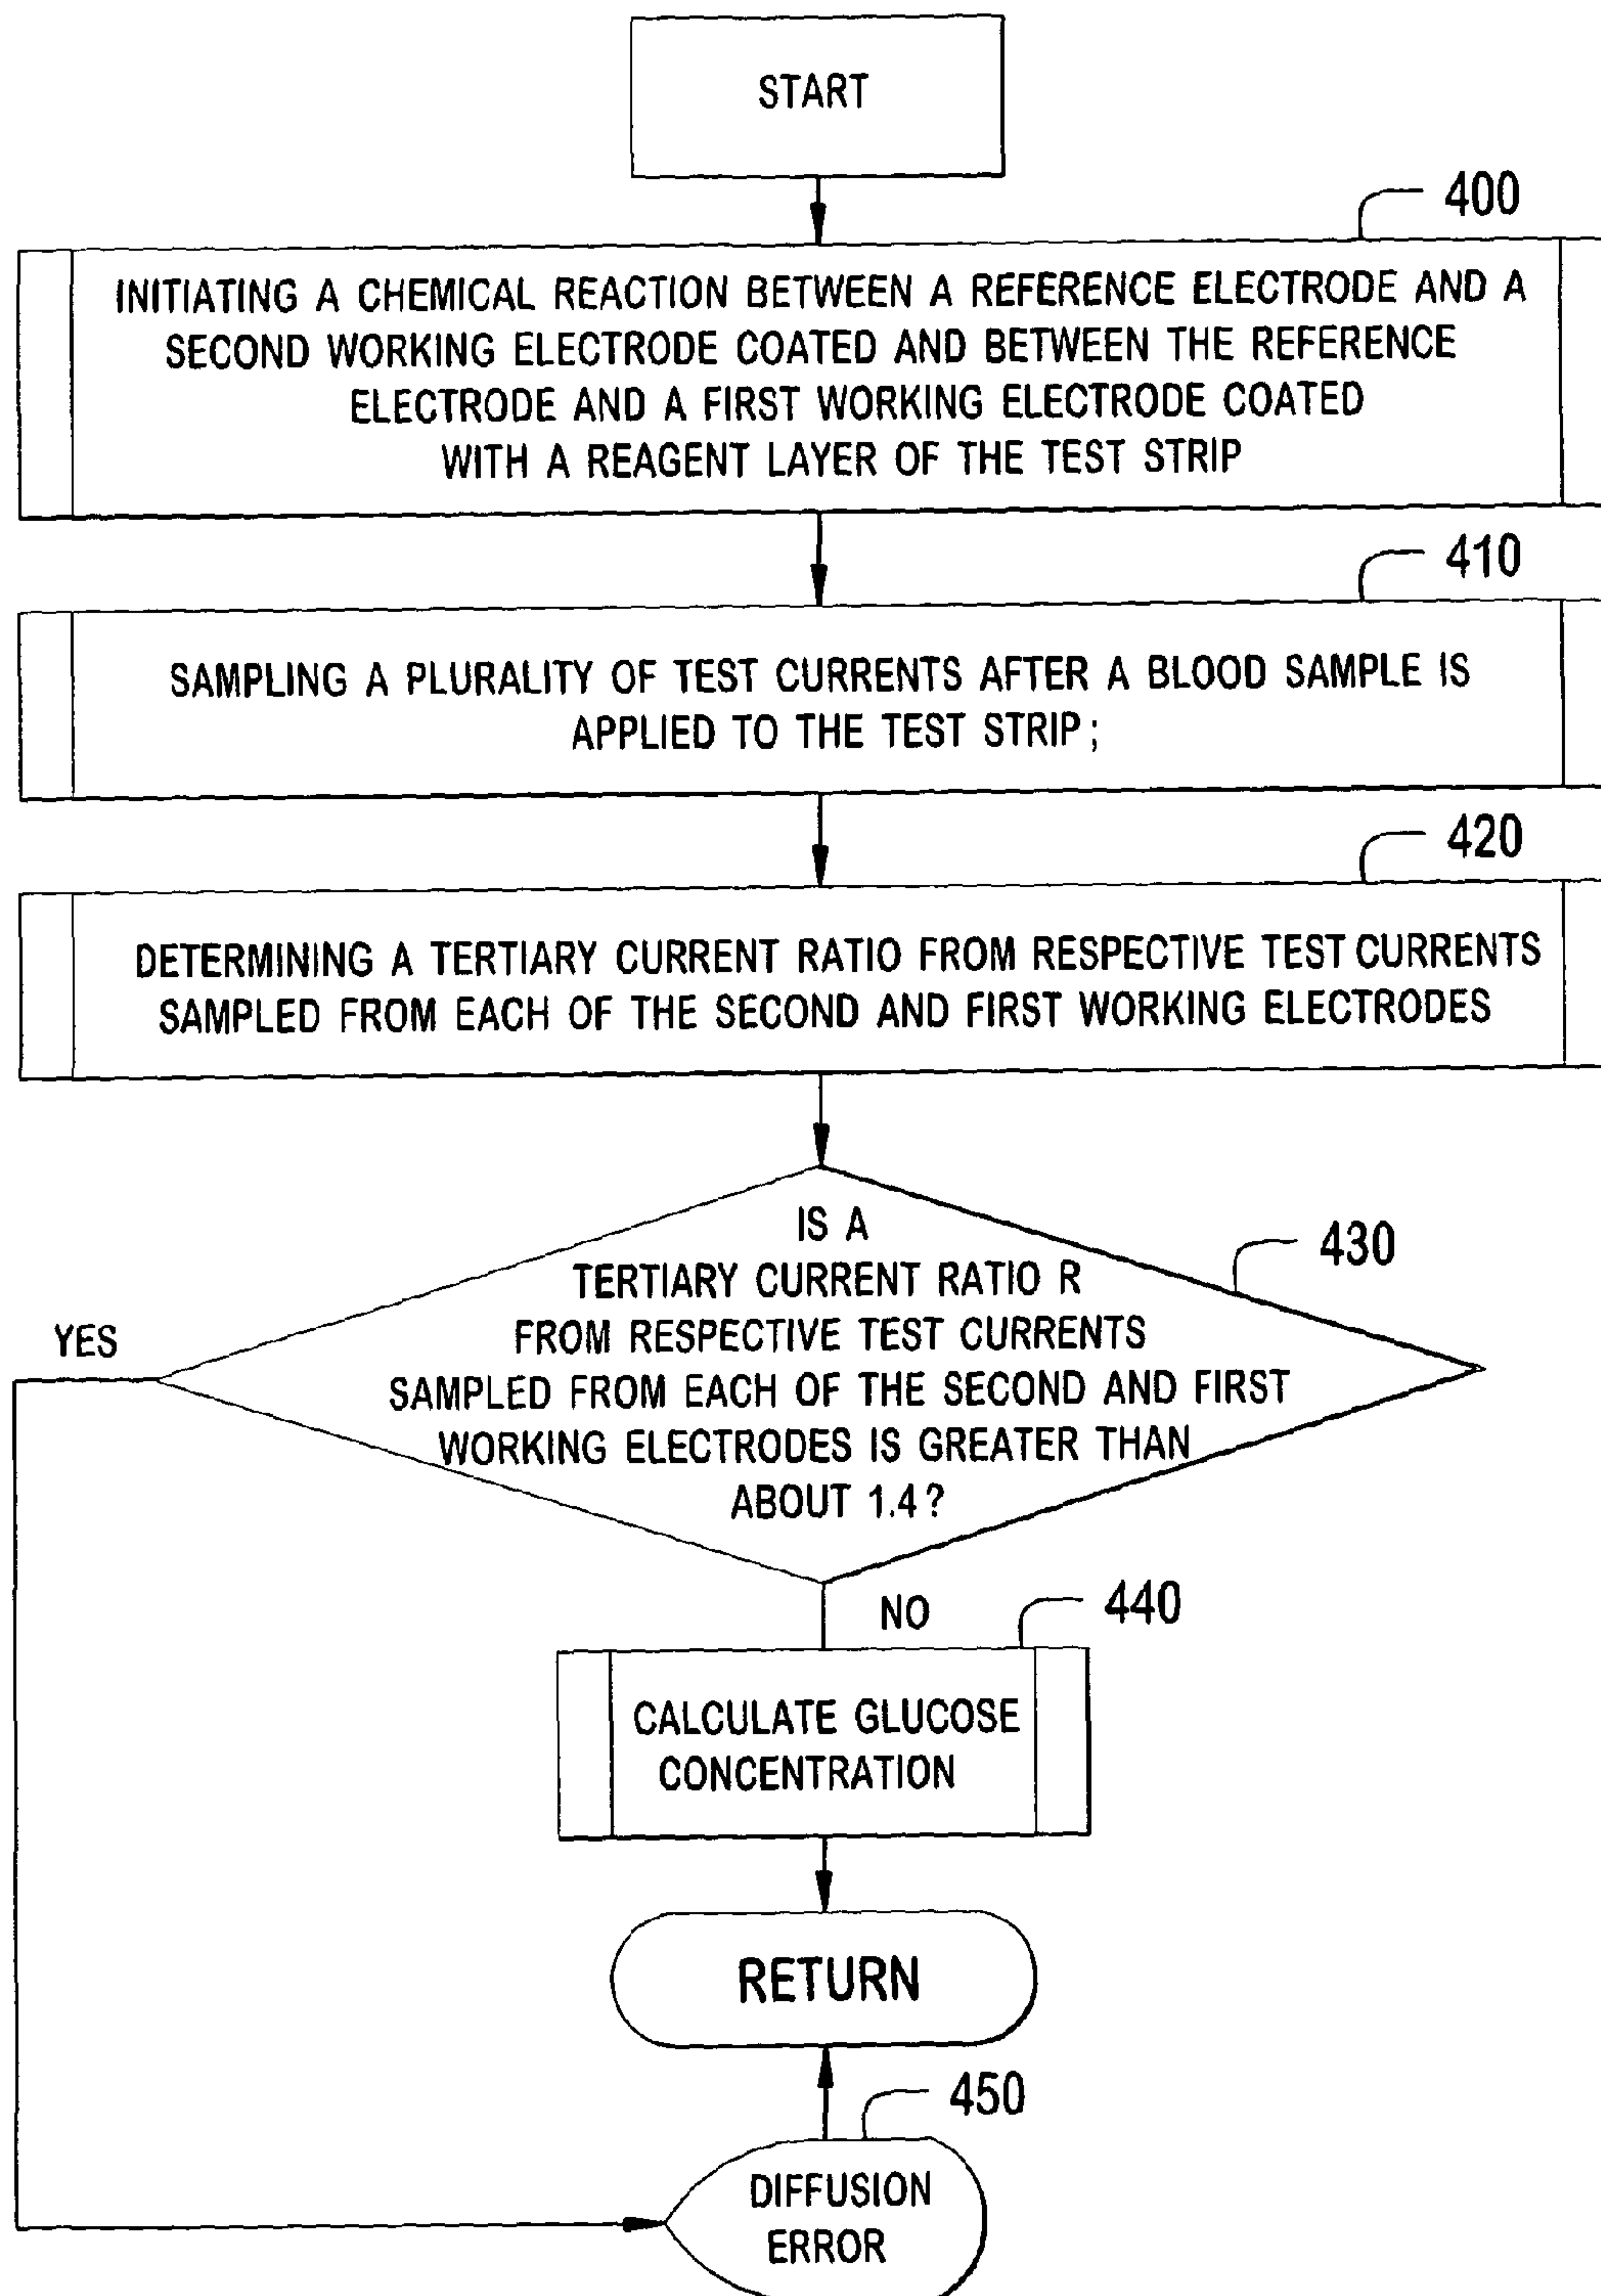 START
400
INITIATING A CHEMICAL REACTION BETWEEN A REFERENCE ELECTRODE AND A
SECOND WORKING ELECTRODE COATED AND BETWEEN THE REFERENCE
ELECTRODE AND A FIRST WORKING ELECTRODE COATED
WITH A REAGENT LAYER OF THE TEST STRIP
410
SAMPLING A PLURALITY OF TEST CURRENTS AFTER A BLOOD SAMPLE IS
APPLIED TO THE TEST STRIP;
420
DETERMINING A TERTIARY CURRENT RATIO FROM RESPECTIVE TEST CURRENTS
SAMPLED FROM EACH OF THE SECOND AND FIRST WORKING ELECTRODES
430
IS A
TERTIARY CURRENT RATIO R
FROM RESPECTIVE TEST CURRENTS
SAMPLED FROM EACH OF THE SECOND AND FIRST
WORKING ELECTRODES IS GREATER THAN
ABOUT 1.4?
YES
NO
440
CALCULATE GLUCOSE
CONCENTRATION
RETURN
450
DIFFUSION
ERROR